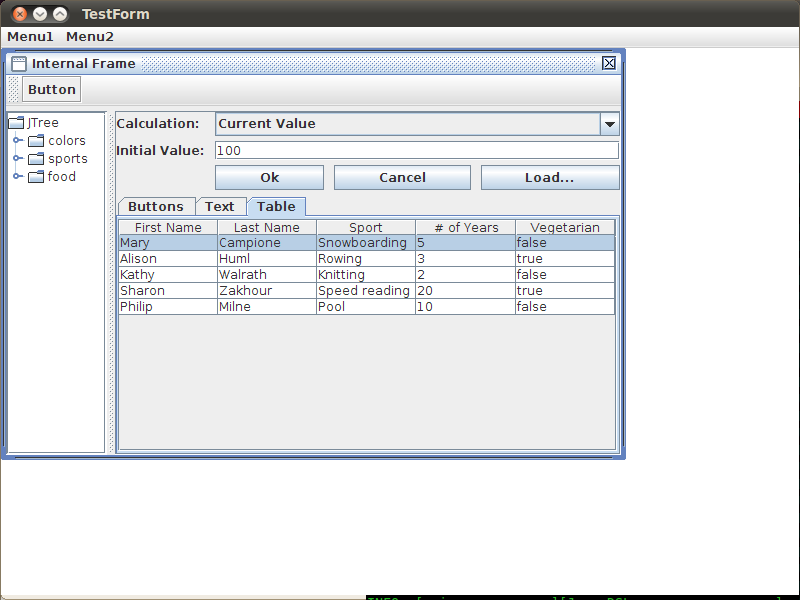 TestForm
Menu1 Menu2
Internal Frame
Button
JTree
colors
sports
food
Calculation: Current Value
Initial Value: 100
Ok Cancel Load...
Buttons Text Table
First Name Last Name Sport # of Years Vegetarian
Mary Campione Snowboarding 5 false
Alison Huml Rowing 3 true
Kathy Walrath Knitting 2 false
Sharon Zakhour Speed reading 20 true
Philip Milne Pool 10 false